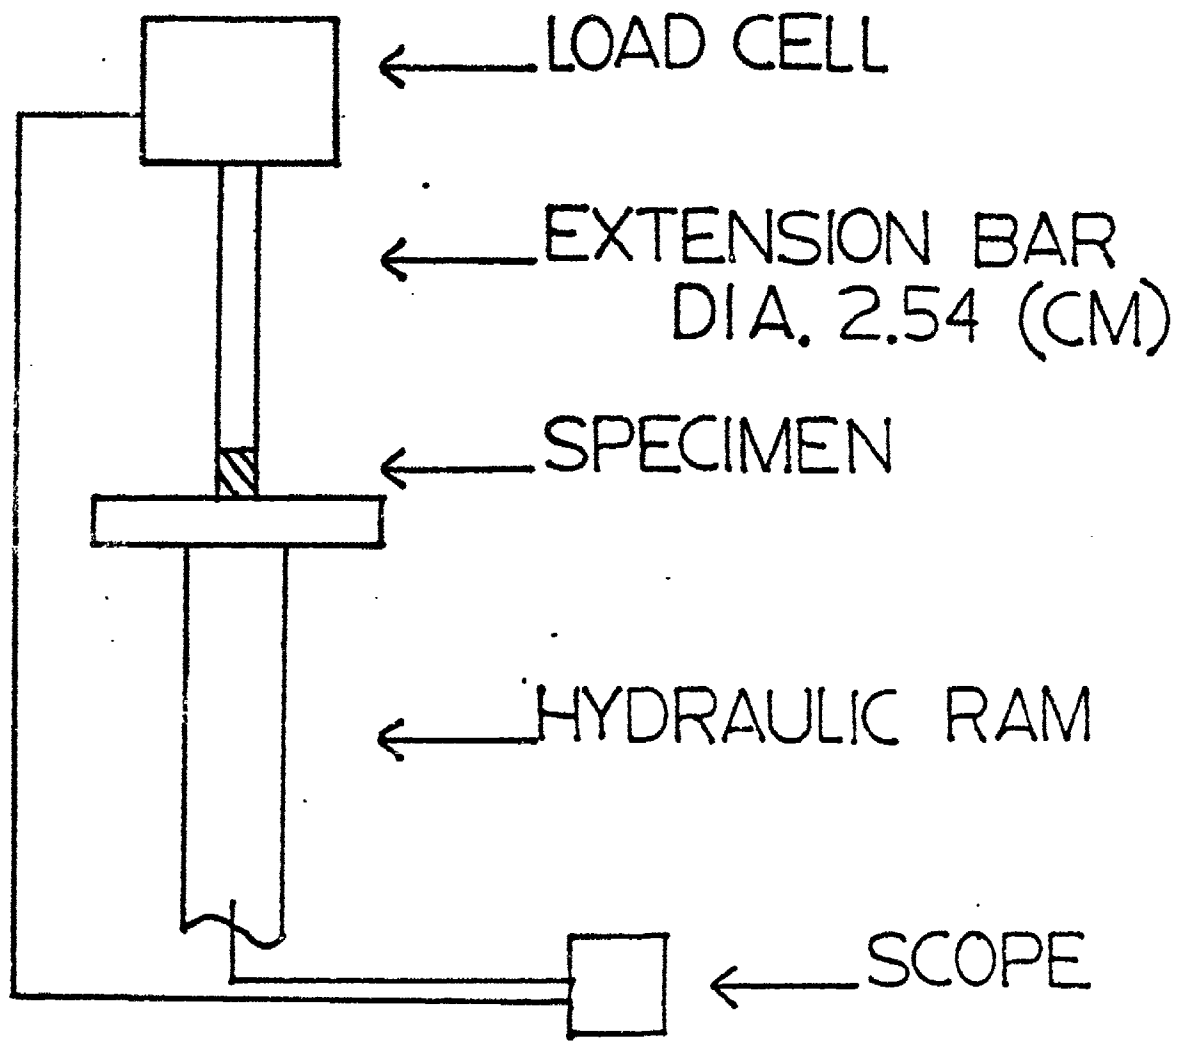 LOAD CELL
EXTENSION BAR
DIA. 2.54 (CM)
SPECIMEN
HYDRAULIC RAM
SCOPE